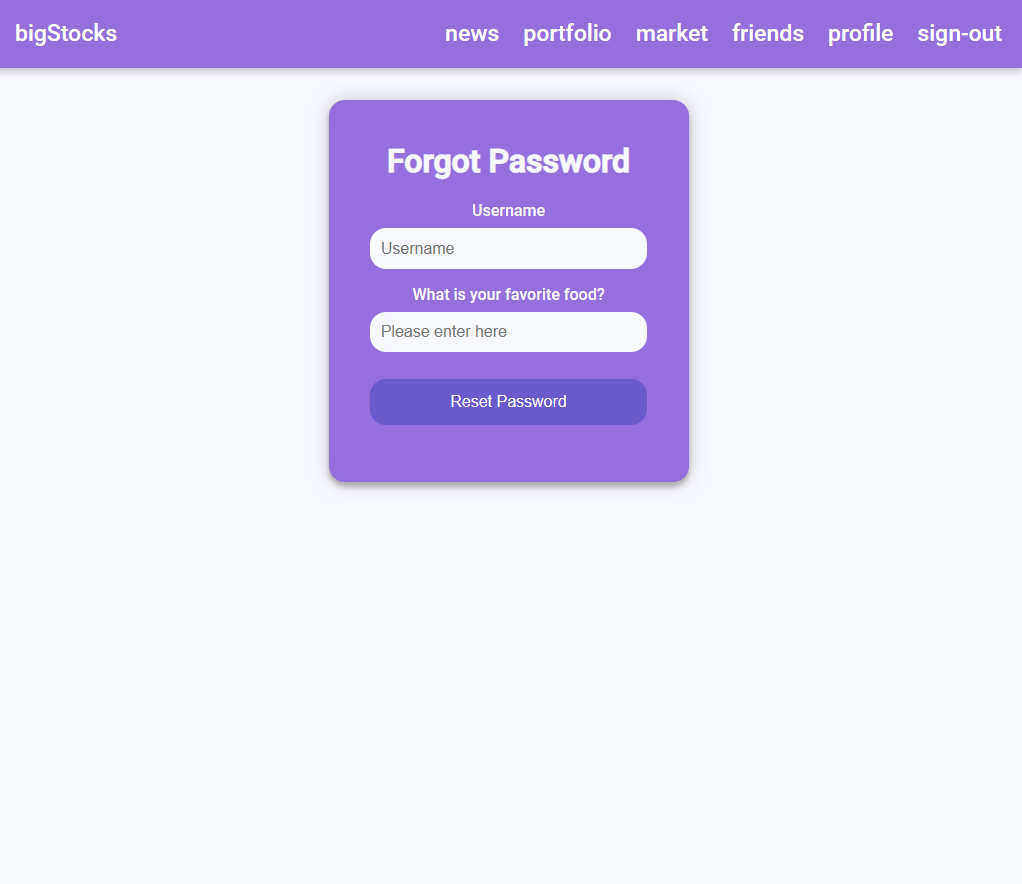 bigStocks news portfolio market friends profile sign-out
Forgot Password
Username
Username
What is your favorite food?
Please enter here
Reset Password